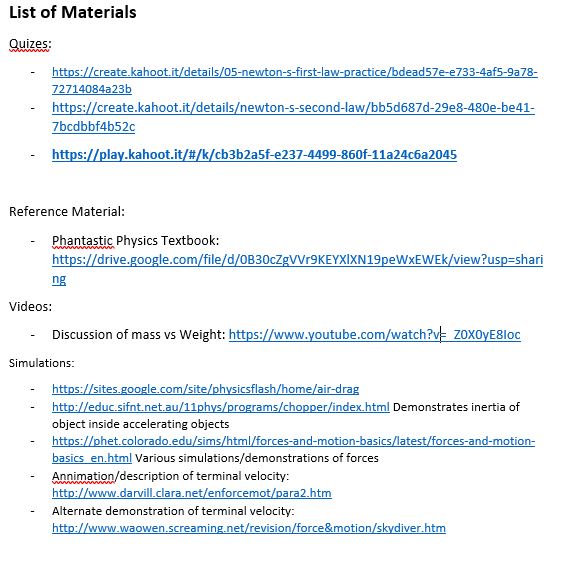 List of Materials
Quizes:
- https://create.kahoot.it/details/05-newton-s-first-law-practice/bdead57e-e733-4af5-9a78-
72714084a23b
- https://create.kahoot.it/details/newton-s-second-law/bb5d687d-29e8-480e-be41-
7bcdbbf4b52c
- https://play.kahoot.it/#/k/cb3b2a5f-e237-4499-860f-11a24c6a2045
Reference Material:
- Phantastic Physics Textbook:
https://drive.google.com/file/d/0B30cZgVVr9KEYXlXN19peWxEWEk/view?usp=shari
ng
Videos:
- Discussion of mass vs Weight: https://www.youtube.com/watch?v=_Z0X0yE8Ioc
Simulations:
- https://sites.google.com/site/physicsflash/home/air-drag
- http://educ.sifnt.net.au/11phys/programs/chopper/index.html Demonstrates inertia of
object inside accelerating objects
- https://phet.colorado.edu/sims/html/forces-and-motion-basics/latest/forces-and-motion-
basics_en.html Various simulations/demonstrations of forces
- Annimation/description of terminal velocity:
http://www.darvill.clara.net/enforcemot/para2.htm
- Alternate demonstration of terminal velocity:
http://www.waowen.screaming.net/revision/force&motion/skydiver.htm